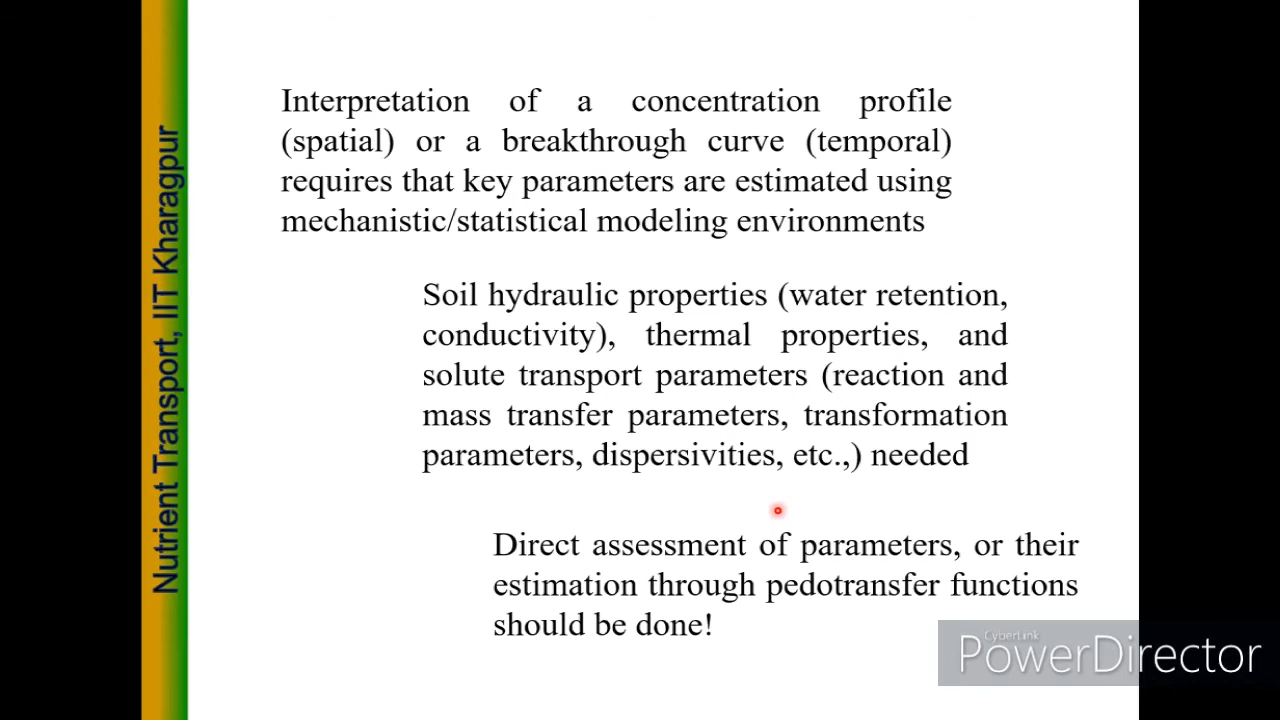 Nutrient Transport, IIT Kharagpur
Interpretation of a concentration profile
(spatial) or a breakthrough curve (temporal)
requires that key parameters are estimated using
mechanistic/statistical modeling environments
Soil hydraulic properties (water retention,
conductivity), thermal properties, and
solute transport parameters (reaction and
mass transfer parameters, transformation
parameters, dispersivities, etc.,) needed
Direct assessment of parameters, or their
estimation through pedotransfer functions
should be done!
CyberLink
PowerDirector